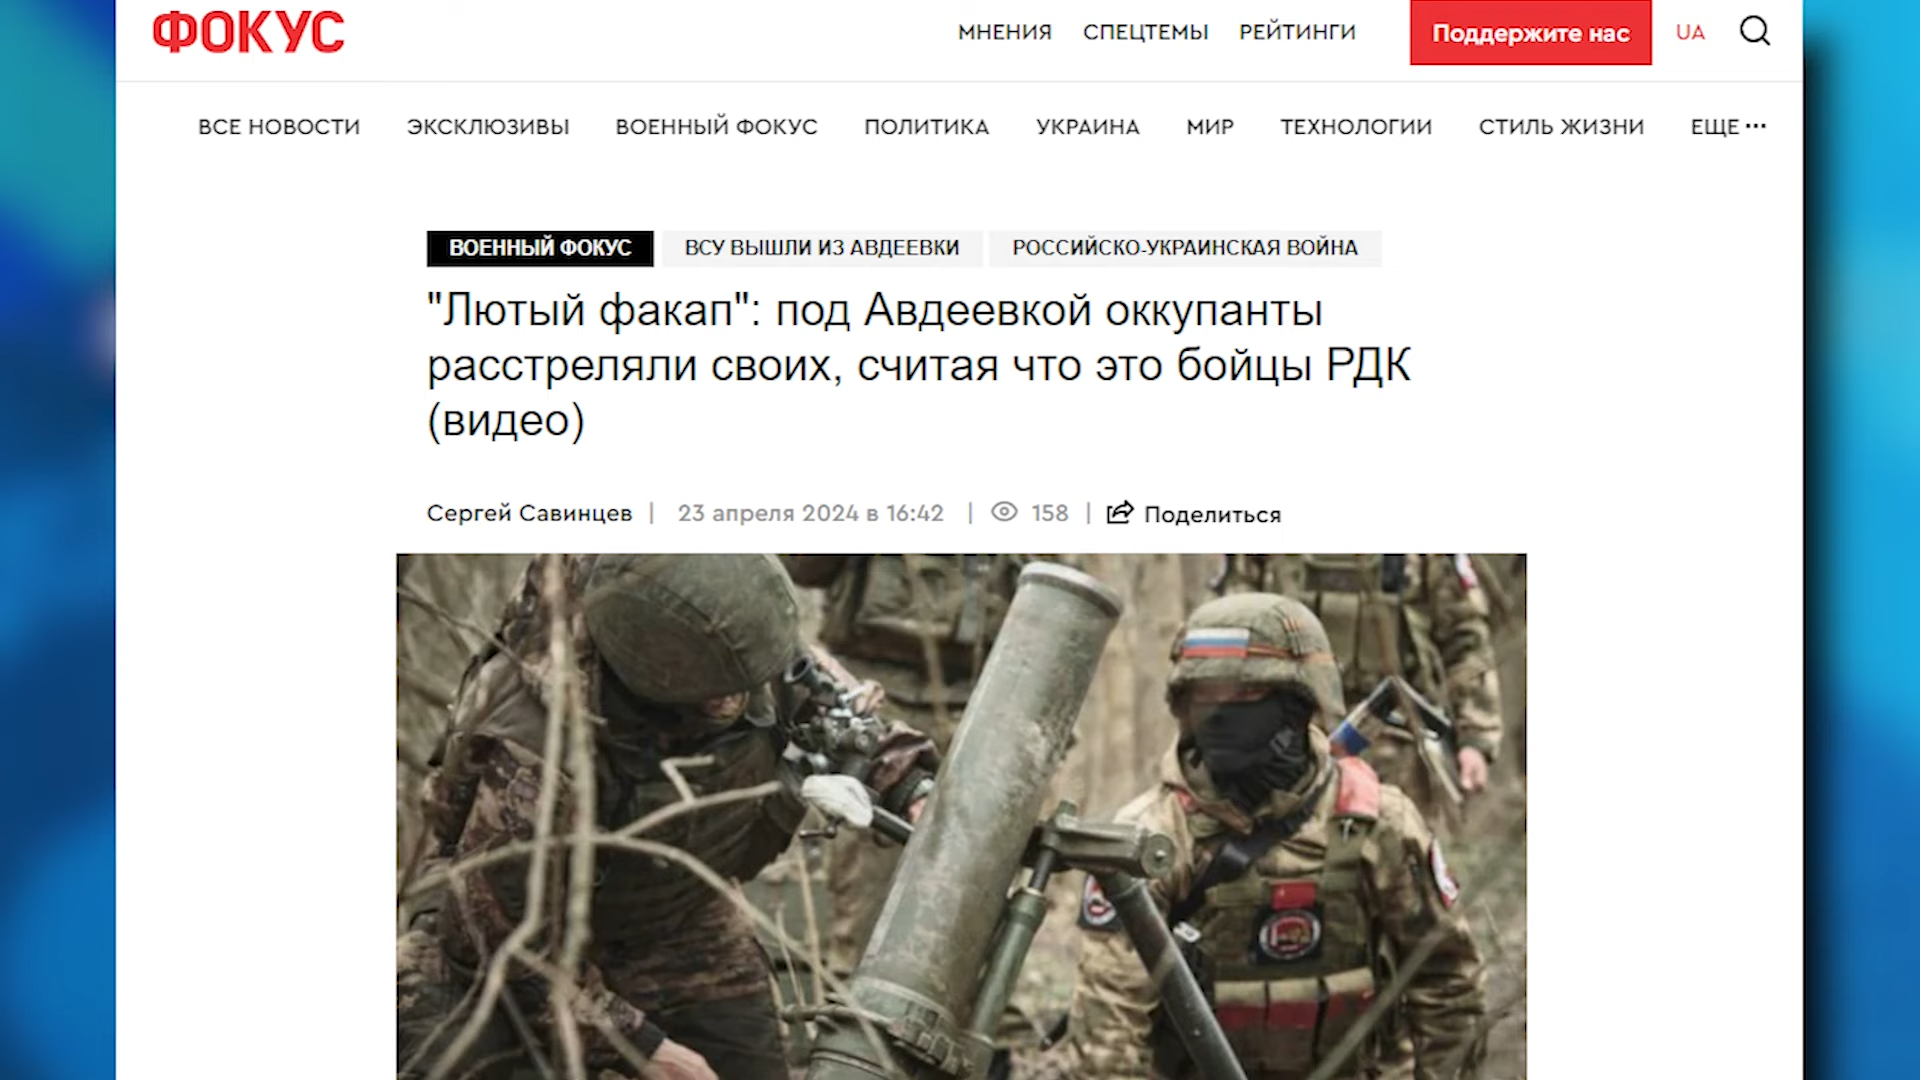 ФОКУС
МНЕНИЯ СПЕЦТЕМЫ РЕЙТИНГИ Поддержите нас UA
ВСЕ НОВОСТИ ЭКСКЛЮЗИВЫ ВОЕННЫЙ ФОКУС ПОЛИТИКА УКРАИНА МИР ТЕХНОЛОГИИ СТИЛЬ ЖИЗНИ ЕЩЕ •••
ВОЕННЫЙ ФОКУС ВСУ ВЫШЛИ ИЗ АВДЕЕВКИ РОССИЙСКО-УКРАИНСКАЯ ВОЙНА
"Лютый факап": под Авдеевкой оккупанты
расстреляли своих, считая что это бойцы РДК
(видео)
Сергей Савинцев | 23 апреля 2024 в 16:42 | 158 | Поделиться